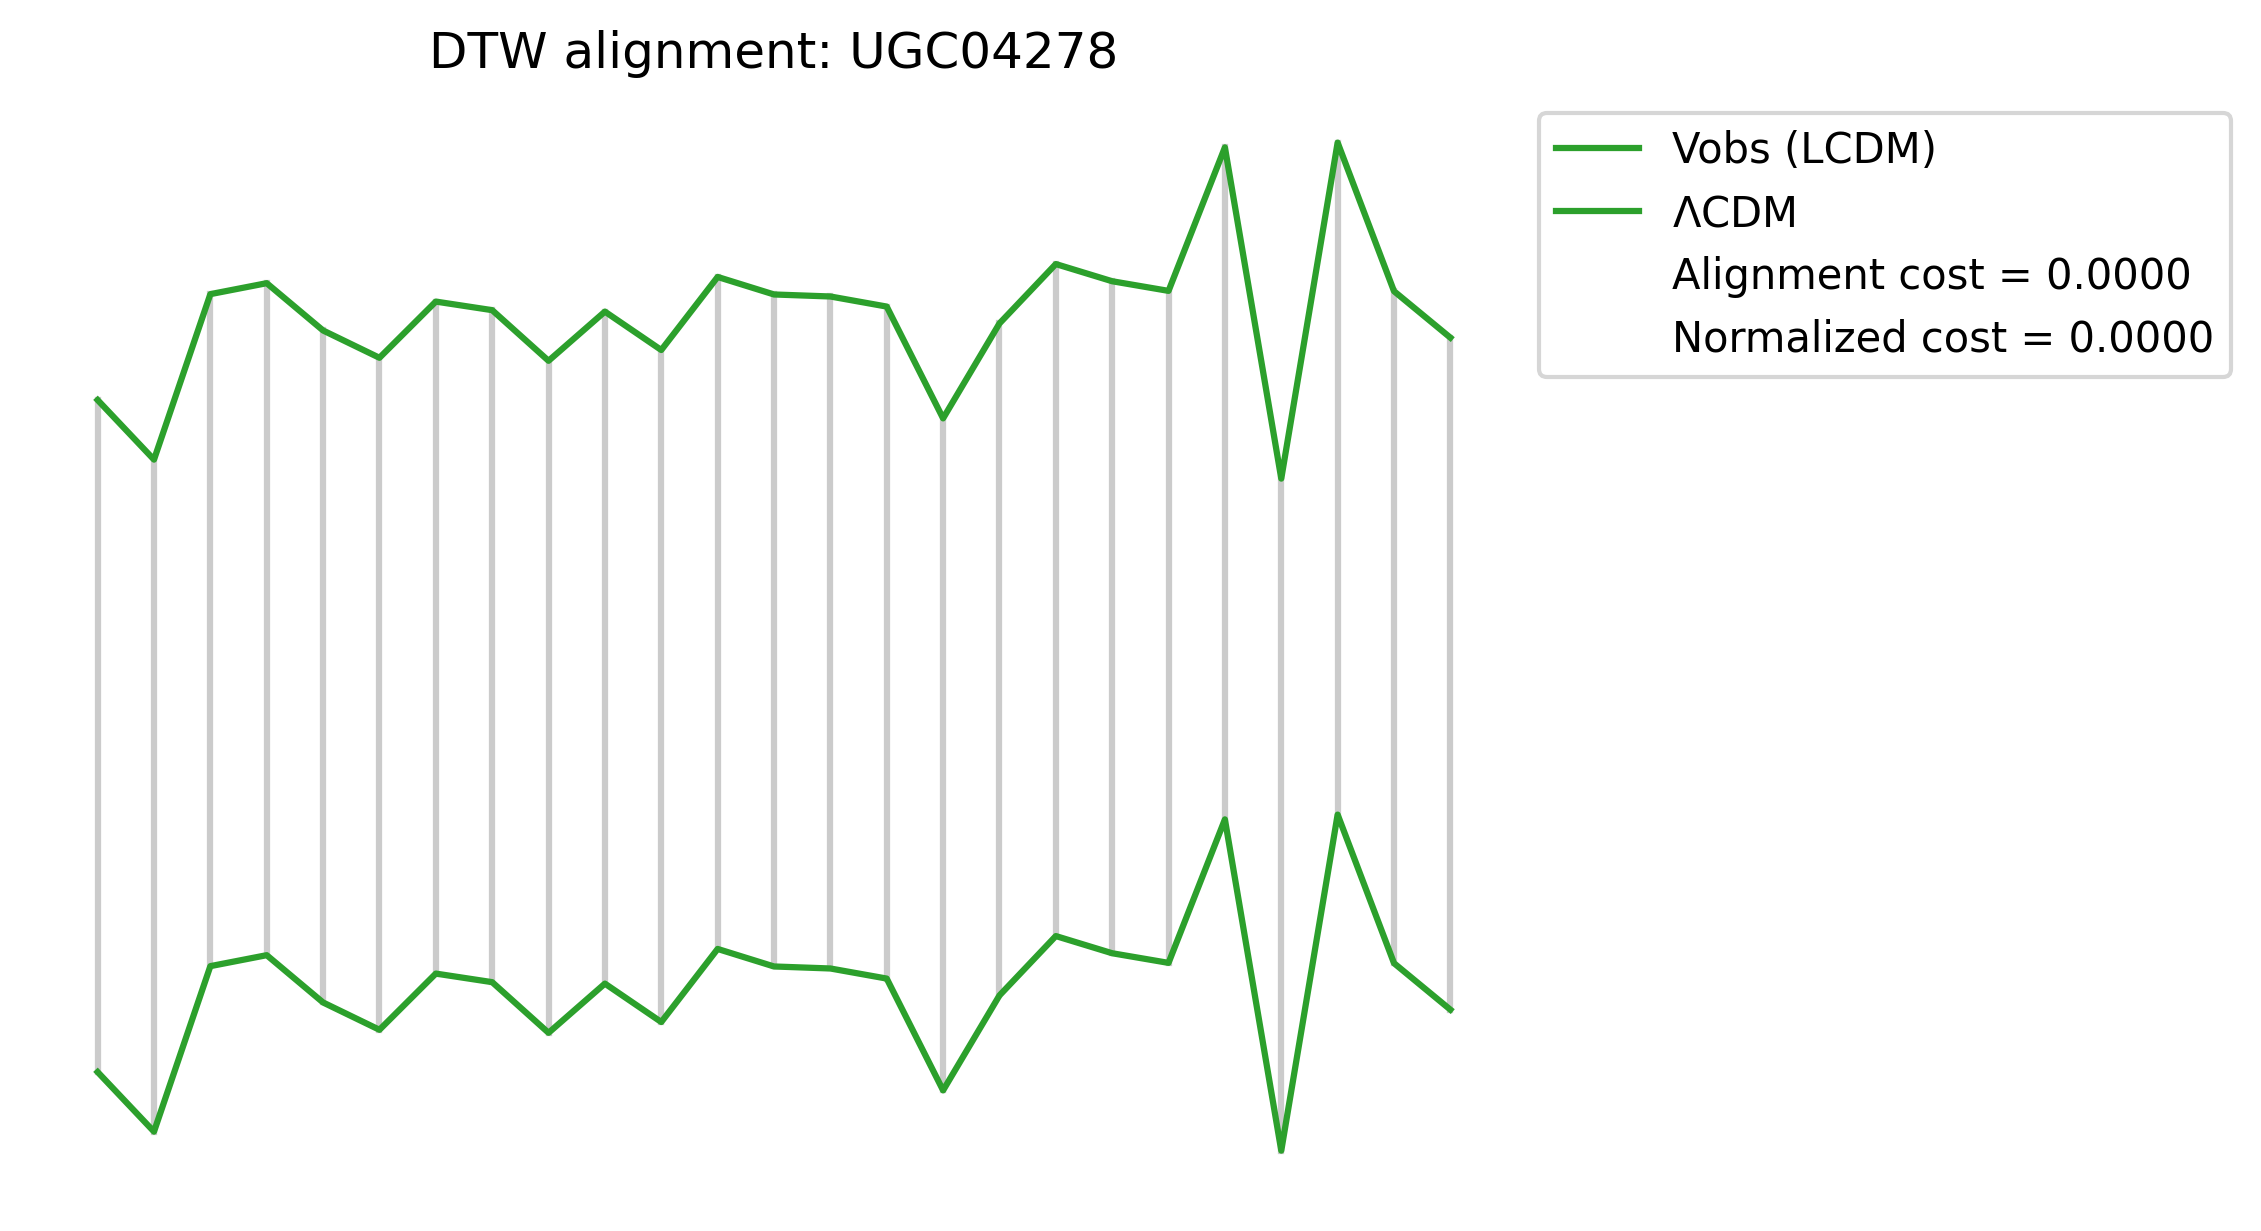 DTW alignment: UGC04278
Vobs (LCDM)
ΛCDM
Alignment cost = 0.0000
Normalized cost = 0.0000